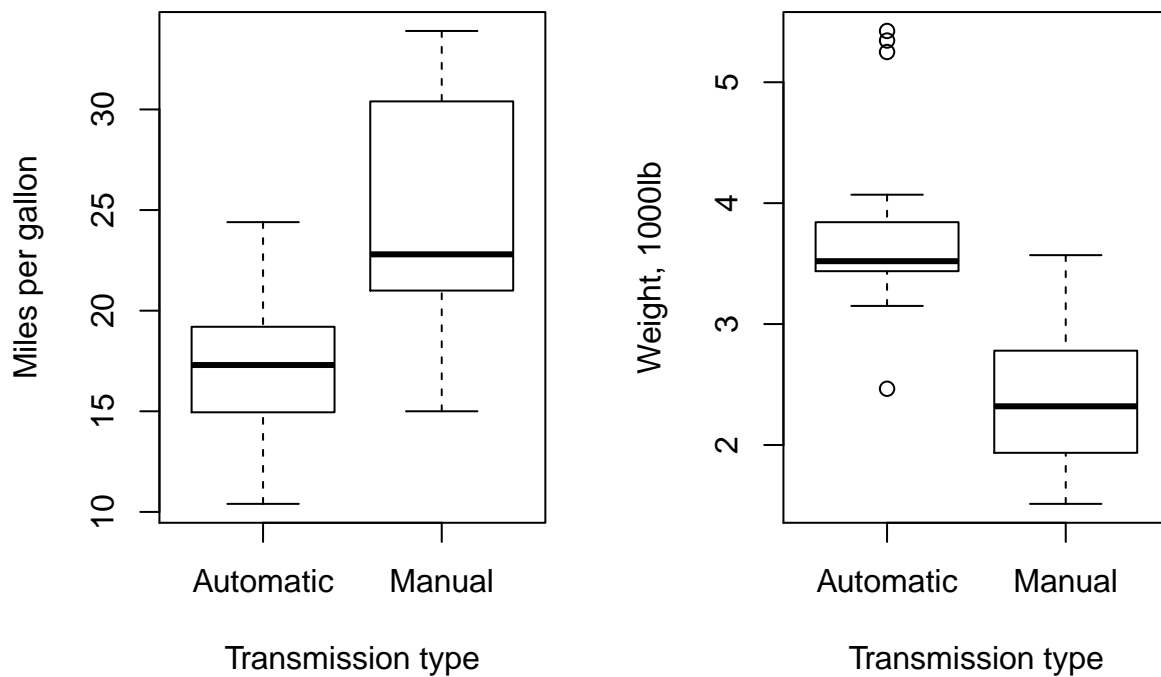 Miles per gallon
30
25
20
15
10
Automatic Manual
Transmission type
Weight, 1000lb
5
4
3
2
Automatic Manual
Transmission type